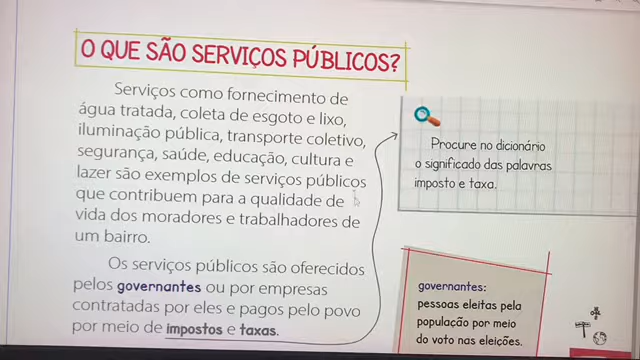 O QUE SÃO SERVIÇOS PÚBLICOS?
Serviços como fornecimento de
água tratada, coleta de esgoto e lixo,
iluminação pública, transporte coletivo,
segurança, saúde, educação, cultura e
lazer são exemplos de serviços públicos
que contribuem para a qualidade de
vida dos moradores e trabalhadores de
um bairro.
Os serviços públicos são oferecidos
pelos governantes ou por empresas
contratadas por eles e pagos pelo povo
por meio de impostos e taxas.
Procure no dicionário
o significado das palavras
imposto e taxa.
governantes:
pessoas eleitas pela
população por meio
do voto nas eleições.